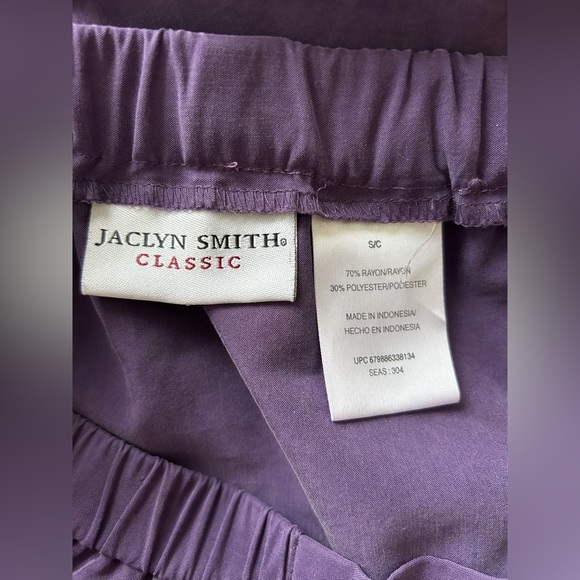 JACLYN SMITH®
CLASSIC
S/C
70% RAYON/RAYON
30% POLYESTER/POLIESTER
MADE IN INDONESIA/
HECHO EN INDONESIA
UPC 679886338134
SEAS : 304